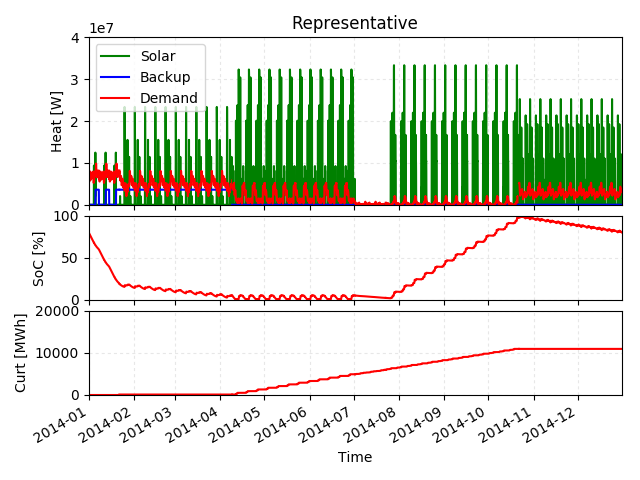 Representative
1e7
Solar
Backup
Demand
Heat [W]
4
3
2
1
0
SoC [%]
100
50
0
Curt [MWh]
20000
10000
0
2014-01
2014-02
2014-03
2014-04
2014-05
2014-06
2014-07
2014-08
2014-09
2014-10
2014-11
2014-12
Time